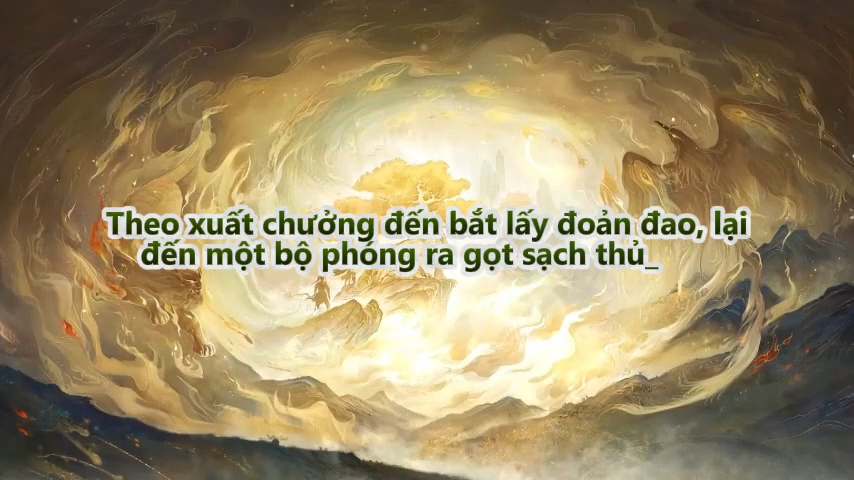 Theo xuất chưởng đến bắt lấy đoản đao, lại
đến một bộ phóng ra gọt sạch thủ_